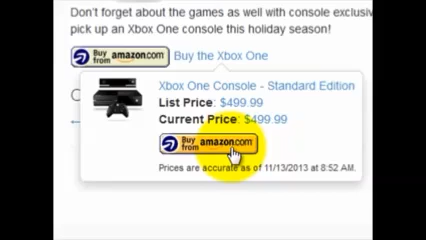 Don't forget about the games as well with console exclusiv
pick up an Xbox One console this holiday season!
Buy from amazon.com Buy the Xbox One
Xbox One Console - Standard Edition
List Price: $499.99
Current Price: $499.99
Buy from amazon.com
Prices are accurate as of 11/13/2013 at 8:52 AM.